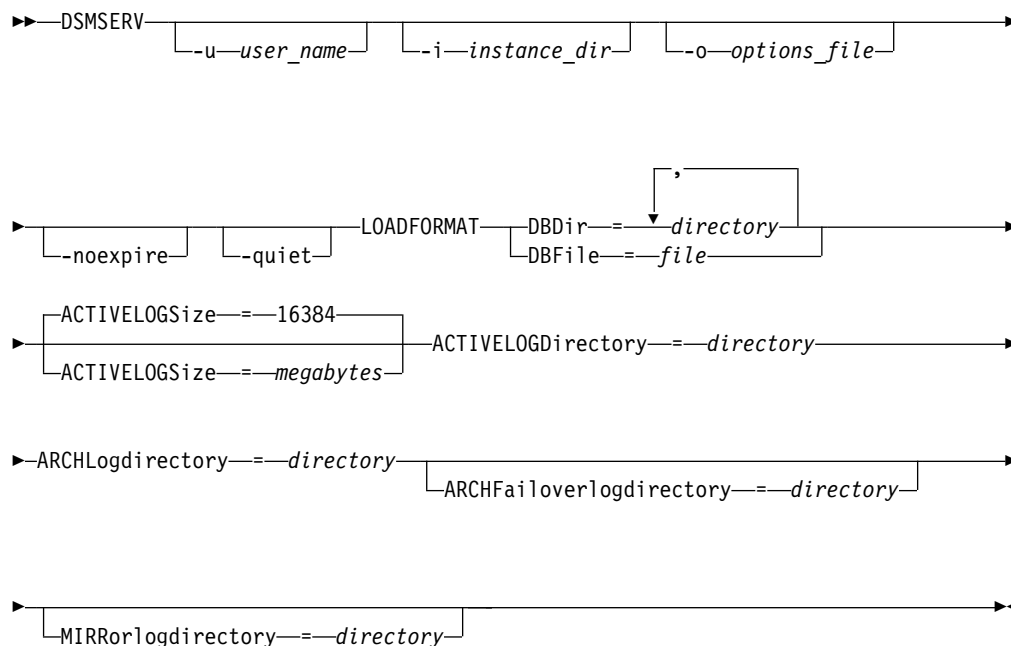 DSMSERV
-u user_name -i instance_dir -o options_file
,
-noexpire -quiet LOADFORMAT DBDir = directory
DBFile = file
ACTIVELOGSize = 16384
ACTIVELOGSize = megabytes ACTIVELOGDirectory = directory
ARCHLogdirectory = directory
ARCHFailoverlogdirectory = directory
MIRRorlogdirectory = directory